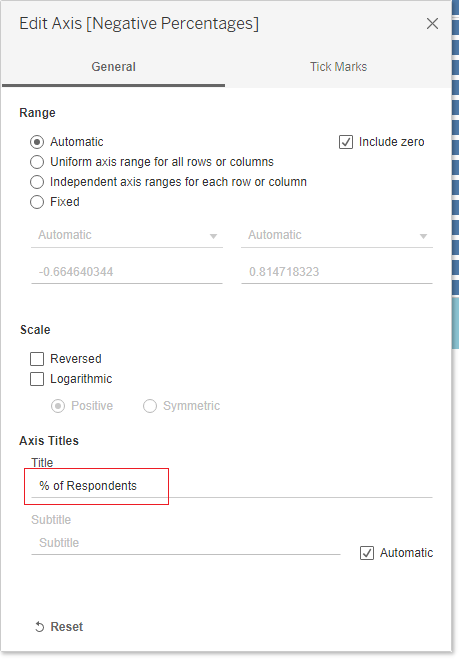 Edit Axis [Negative Percentages]
General Tick Marks
Range
Automatic Include zero
Uniform axis range for all rows or columns
Independent axis ranges for each row or column
Fixed
Automatic Automatic
-0.664640344 0.814718323
Scale
Reversed
Logarithmic
Positive Symmetric
Axis Titles
Title
% of Respondents
Subtitle
Subtitle
Automatic
Reset